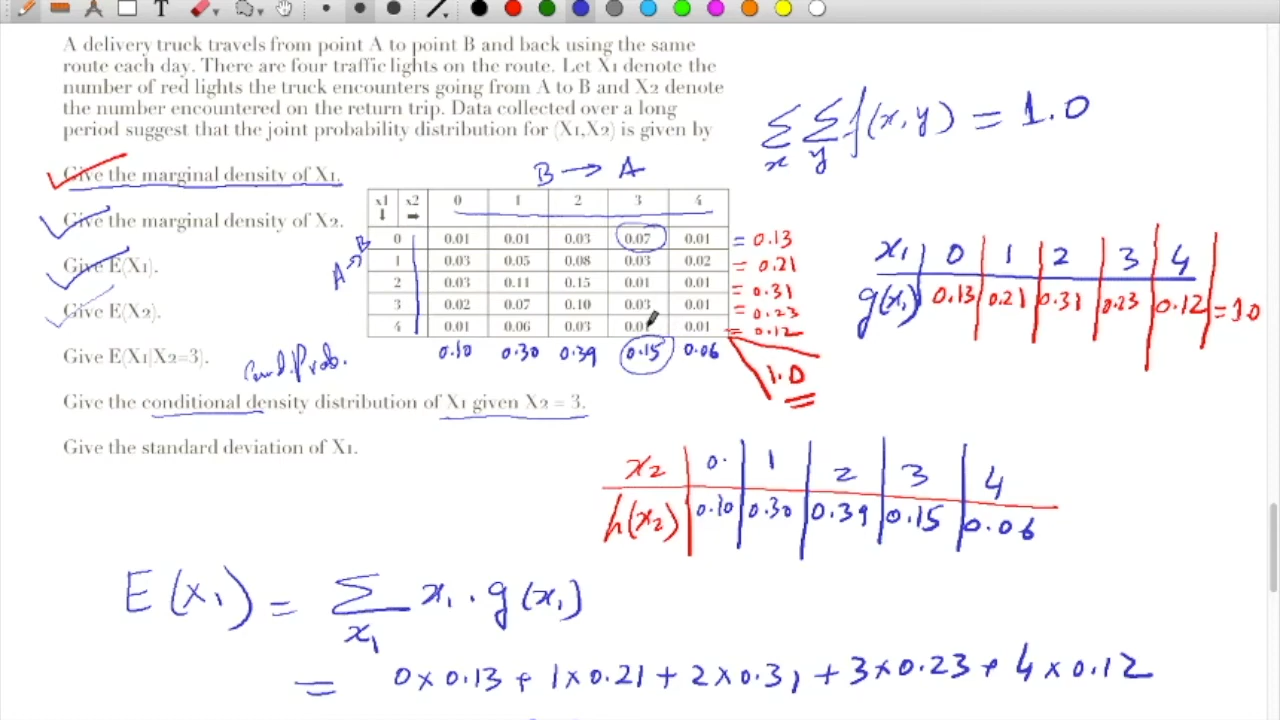 A delivery truck travels from point A to point B and back using the same
route each day. There are four traffic lights on the route. Let X1 denote the
number of red lights the truck encounters going from A to B and X2 denote
the number encountered on the return trip. Data collected over a long
period suggest that the joint probability distribution for (X1,X2) is given by
∑x ∑y f(x,y) = 1.0
Give the marginal density of X1.
B → A
x1 ↓ x2 ➡ 0 1 2 3 4
Give the marginal density of X2.
A → B
0 0.01 0.01 0.03 0.07 0.01 = 0.13
1 0.03 0.05 0.08 0.03 0.02 = 0.21
2 0.03 0.11 0.15 0.01 0.01 = 0.31
3 0.02 0.07 0.10 0.03 0.01 = 0.23
4 0.01 0.06 0.03 0.01 0.01 = 0.12
0.10 0.30 0.39 0.15 0.06
1.0
x1 0 1 2 3 4
g(x1) 0.13 0.21 0.31 0.23 0.12 = 1.0
Give E(X1).
Give E(X2).
Give E(X1|X2=3).
Cond. Prob.
Give the conditional density distribution of X1 given X2 = 3.
Give the standard deviation of X1.
x2 0. 1 2 3 4
h(x2) 0.10 0.30 0.39 0.15 0.06
E(x1) = ∑x1 x1 . g(x1)
= 0 x 0.13 + 1 x 0.21 + 2 x 0.31 + 3 x 0.23 + 4 x 0.12